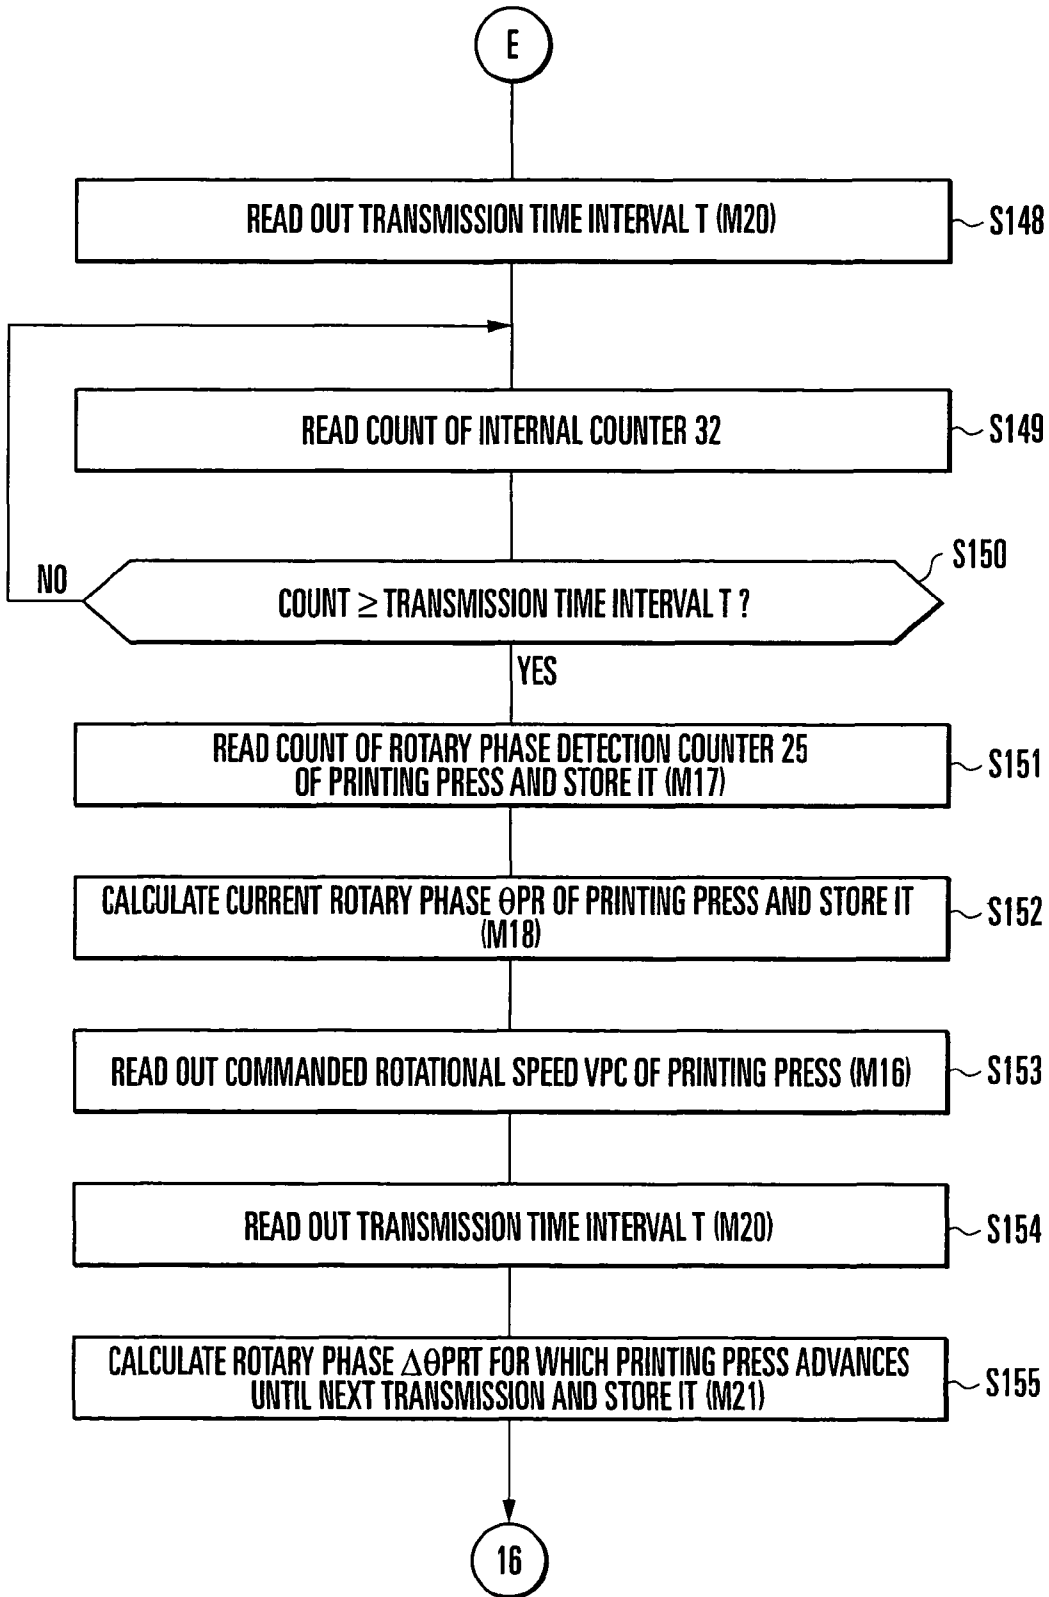 E
READ OUT TRANSMISSION TIME INTERVAL T (M20)
S148
READ COUNT OF INTERNAL COUNTER 32
S149
S150
NO
COUNT ≥ TRANSMISSION TIME INTERVAL T ?
YES
READ COUNT OF ROTARY PHASE DETECTION COUNTER 25
OF PRINTING PRESS AND STORE IT (M17)
S151
CALCULATE CURRENT ROTARY PHASE θPR OF PRINTING PRESS AND STORE IT
(M18)
S152
READ OUT COMMANDED ROTATIONAL SPEED VPC OF PRINTING PRESS (M16)
S153
READ OUT TRANSMISSION TIME INTERVAL T (M20)
S154
CALCULATE ROTARY PHASE ΔθPRT FOR WHICH PRINTING PRESS ADVANCES
UNTIL NEXT TRANSMISSION AND STORE IT (M21)
S155
16